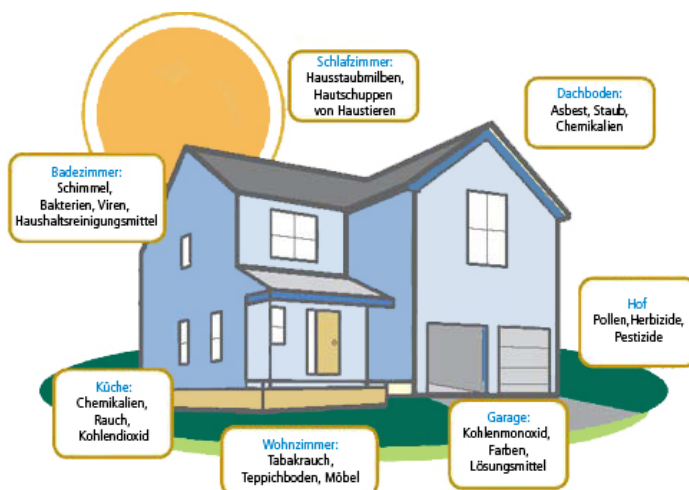 Schlafzimmer:
Hausstaubmilben,
Hautschuppen
von Haustieren
Dachboden:
Asbest, Staub,
Chemikalien
Badezimmer:
Schimmel,
Bakterien, Viren,
Haushaltsreinigungsmittel
Hof
Pollen,Herbizide,
Pestizide
Küche:
Chemikalien,
Rauch,
Kohlendioxid
Wohnzimmer:
Tabakrauch,
Teppichboden, Möbel
Garage:
Kohlenmonoxid,
Farben,
Lösungsmittel